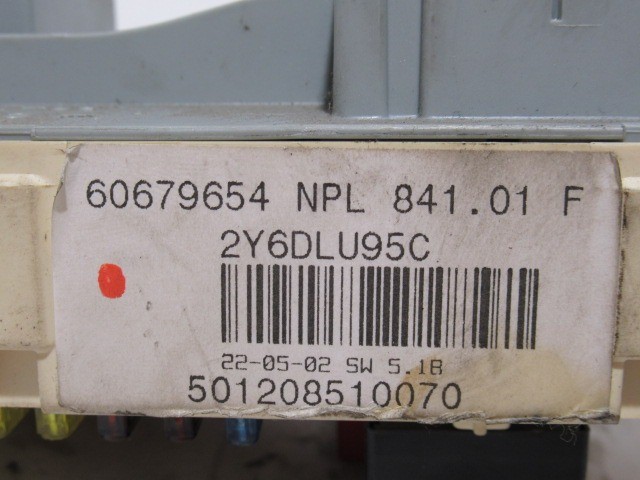 60679654 NPL 841.01 F
2Y6DLU95C
22-05-02 SW 5.1B
501208510070